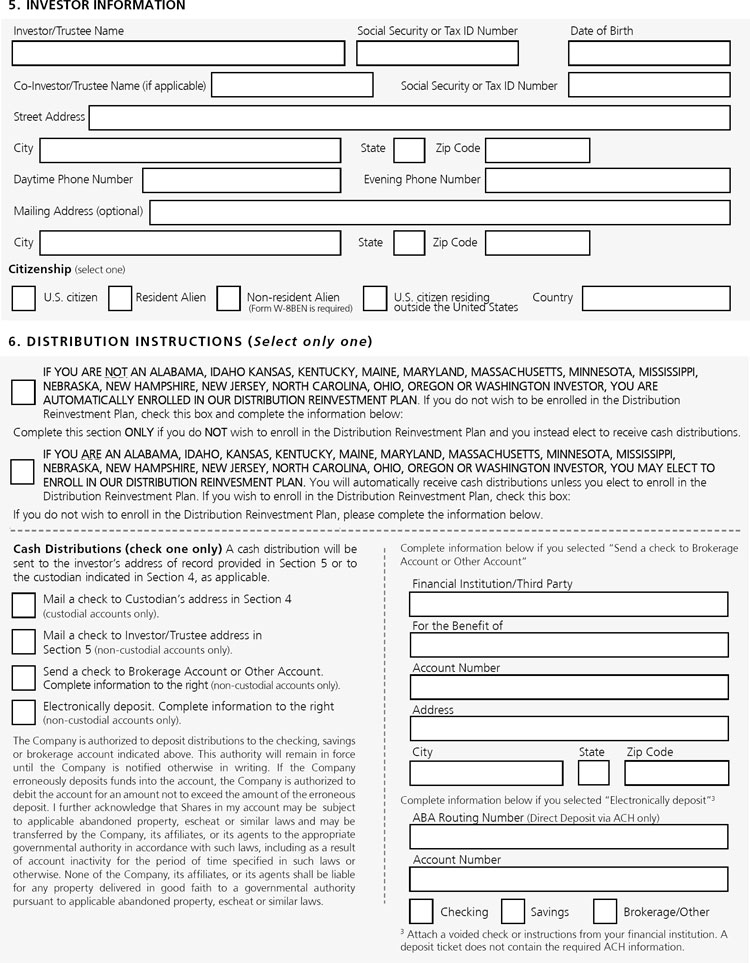 5. INVESTOR INFORMATION
Investor/Trustee Name Social Security or Tax ID Number Date of Birth
Co-Investor/Trustee Name (if applicable) Social Security or Tax ID Number
Street Address
City State Zip Code
Daytime Phone Number Evening Phone Number
Mailing Address (optional)
City State Zip Code
Citizenship (select one)
U.S. citizen Resident Alien Non-resident Alien U.S. citizen residing Country
(Form W-8BEN is required) outside the United States
6. DISTRIBUTION INSTRUCTIONS (Select only one)
IF YOU ARE NOT AN ALABAMA, IDAHO KANSAS, KENTUCKY, MAINE, MARYLAND, MASSACHUSETTS, MINNESOTA, MISSISSIPPI,
NEBRASKA, NEW HAMPSHIRE, NEW JERSEY, NORTH CAROLINA, OHIO, OREGON OR WASHINGTON INVESTOR, YOU ARE
AUTOMATICALLY ENROLLED IN OUR DISTRIBUTION REINVESTMENT PLAN. If you do not wish to be enrolled in the Distribution
Reinvestment Plan, check this box and complete the information below:
Complete this section ONLY if you do NOT wish to enroll in the Distribution Reinvestment Plan and you instead elect to receive cash distributions.
IF YOU ARE AN ALABAMA, IDAHO, KANSAS, KENTUCKY, MAINE, MARYLAND, MASSACHUSETTS, MINNESOTA, MISSISSIPPI,
NEBRASKA, NEW HAMPSHIRE, NEW JERSEY, NORTH CAROLINA, OHIO, OREGON OR WASHINGTON INVESTOR, YOU MAY ELECT TO
ENROLL IN OUR DISTRIBUTION REINVESMENT PLAN. You will automatically receive cash distributions unless you elect to enroll in the
Distribution Reinvestment Plan. If you wish to enroll in the Distribution Reinvestment Plan, check this box:
If you do not wish to enroll in the Distribution Reinvestment Plan, please complete the information below.
Cash Distributions (check one only) A cash distribution will be
sent to the investor's address of record provided in Section 5 or to
the custodian indicated in Section 4, as applicable.
Mail a check to Custodian's address in Section 4
(custodial accounts only).
Mail a check to Investor/Trustee address in
Section 5 (non-custodial accounts only).
Send a check to Brokerage Account or Other Account.
Complete information to the right (non-custodial accounts only).
Electronically deposit. Complete information to the right
(non-custodial accounts only).
The Company is authorized to deposit distributions to the checking, savings
or brokerage account indicated above. This authority will remain in force
until the Company is notified otherwise in writing. If the Company
erroneously deposits funds into the account, the Company is authorized to
debit the account for an amount not to exceed the amount of the erroneous
deposit. I further acknowledge that Shares in my account may be subject
to applicable abandoned property, escheat or similar laws and may be
transferred by the Company, its affiliates, or its agents to the appropriate
governmental authority in accordance with such laws, including as a result
of account inactivity for the period of time specified in such laws or
otherwise. None of the Company, its affiliates, or its agents shall be liable
for any property delivered in good faith to a governmental authority
pursuant to applicable abandoned property, escheat or similar laws.
Complete information below if you selected "Send a check to Brokerage
Account or Other Account"
Financial Institution/Third Party
For the Benefit of
Account Number
Address
City State Zip Code
Complete information below if you selected "Electronically deposit"³
ABA Routing Number (Direct Deposit via ACH only)
Account Number
Checking Savings Brokerage/Other
³ Attach a voided check or instructions from your financial institution. A
deposit ticket does not contain the required ACH information.